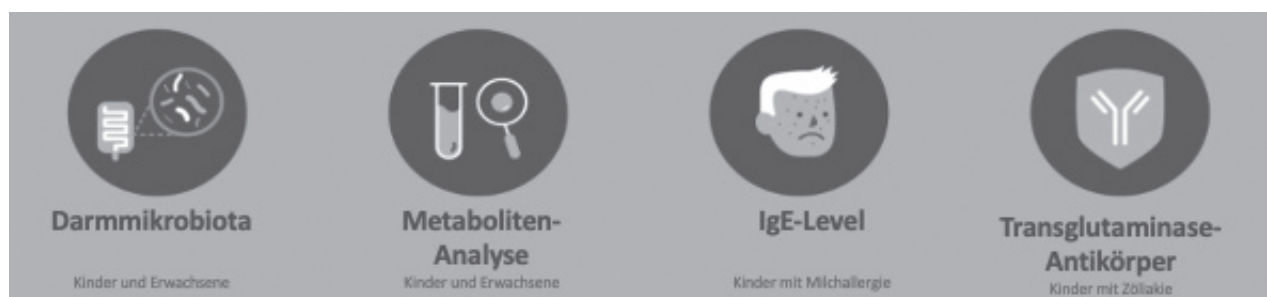 Darmmikrobiota
Kinder und Erwachsene
Metaboliten-
Analyse
Kinder und Erwachsene
IgE-Level
Kinder mit Milchallergie
Transglutaminase-
Antikörper
Kinder mit Zöliakie